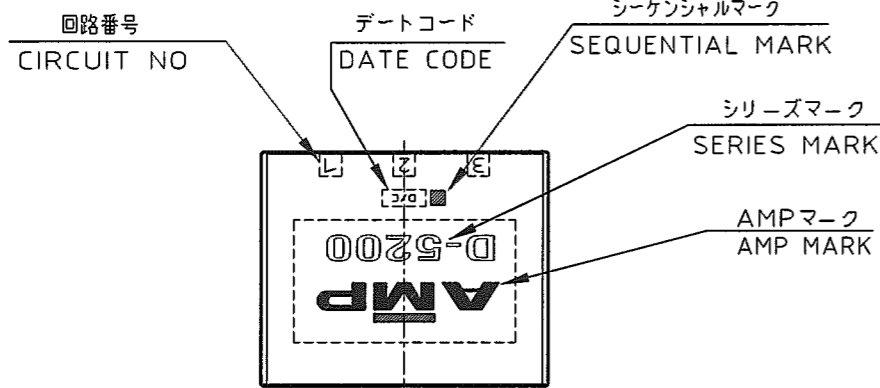 回路番号
CIRCUIT NO
デートコード
DATE CODE
シーケンシャルマーク
SEQUENTIAL MARK
シリーズマーク
SERIES MARK
AMPマーク
AMP MARK
1 2 3
D/C
D-5200
AMP